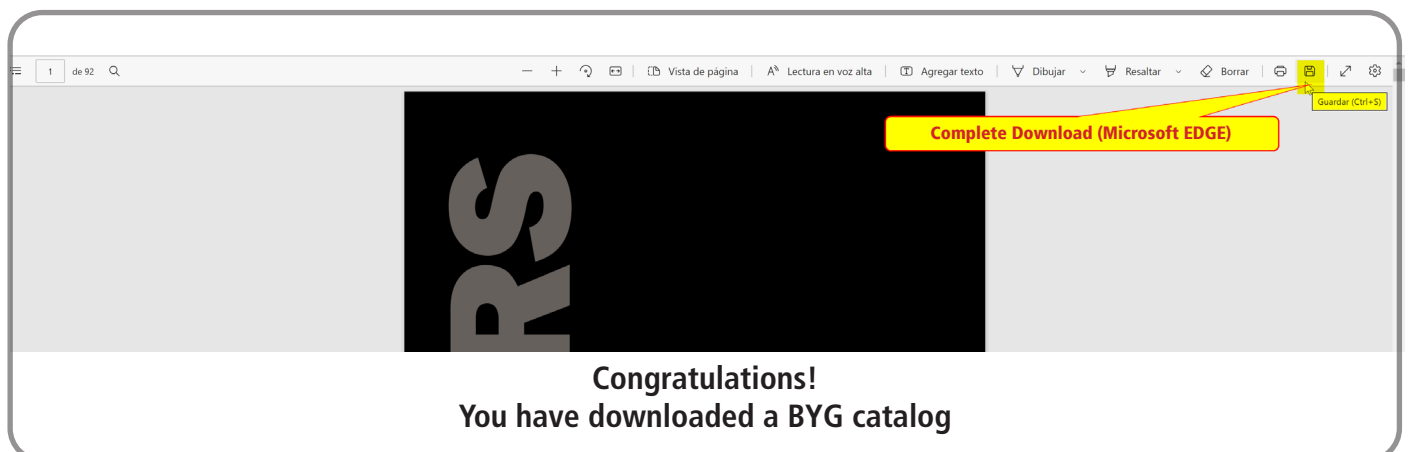 1 de 92 Vista de página Lectura en voz alta Agregar texto Dibujar Resaltar Borrar
Guardar (Ctrl+S)
Complete Download (Microsoft EDGE)
RS
Congratulations!
You have downloaded a BYG catalog